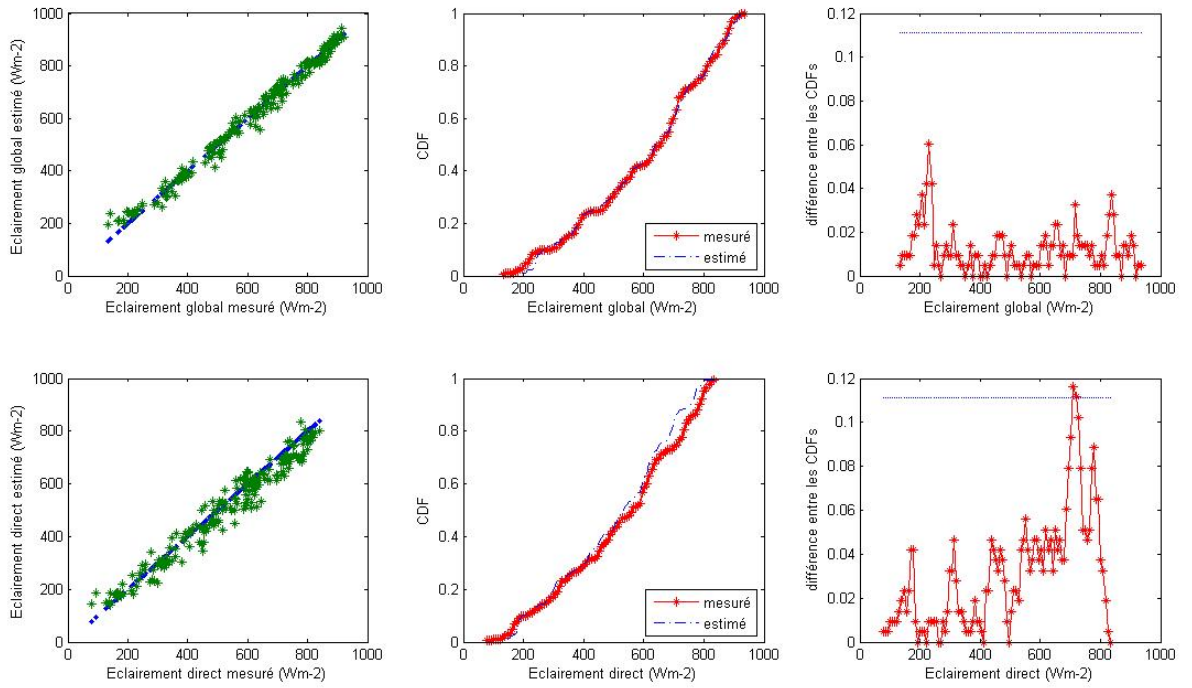 1000
800
600
400
200
0
Eclairement global estimé (Wm-2)
0 200 400 600 800 1000
Eclairement global mesuré (Wm-2)
1
0.8
0.6
0.4
0.2
0
CDF
mesuré
estimé
0 200 400 600 800 1000
Eclairement global (Wm-2)
0.12
0.1
0.08
0.06
0.04
0.02
0
différence entre les CDFs
0 200 400 600 800 1000
Eclairement global (Wm-2)
1000
800
600
400
200
0
Eclairement direct estimé (Wm-2)
0 200 400 600 800 1000
Eclairement direct mesuré (Wm-2)
1
0.8
0.6
0.4
0.2
0
CDF
mesuré
estimé
0 200 400 600 800 1000
Eclairement direct (Wm-2)
0.12
0.1
0.08
0.06
0.04
0.02
0
différence entre les CDFs
0 200 400 600 800 1000
Eclairement direct (Wm-2)